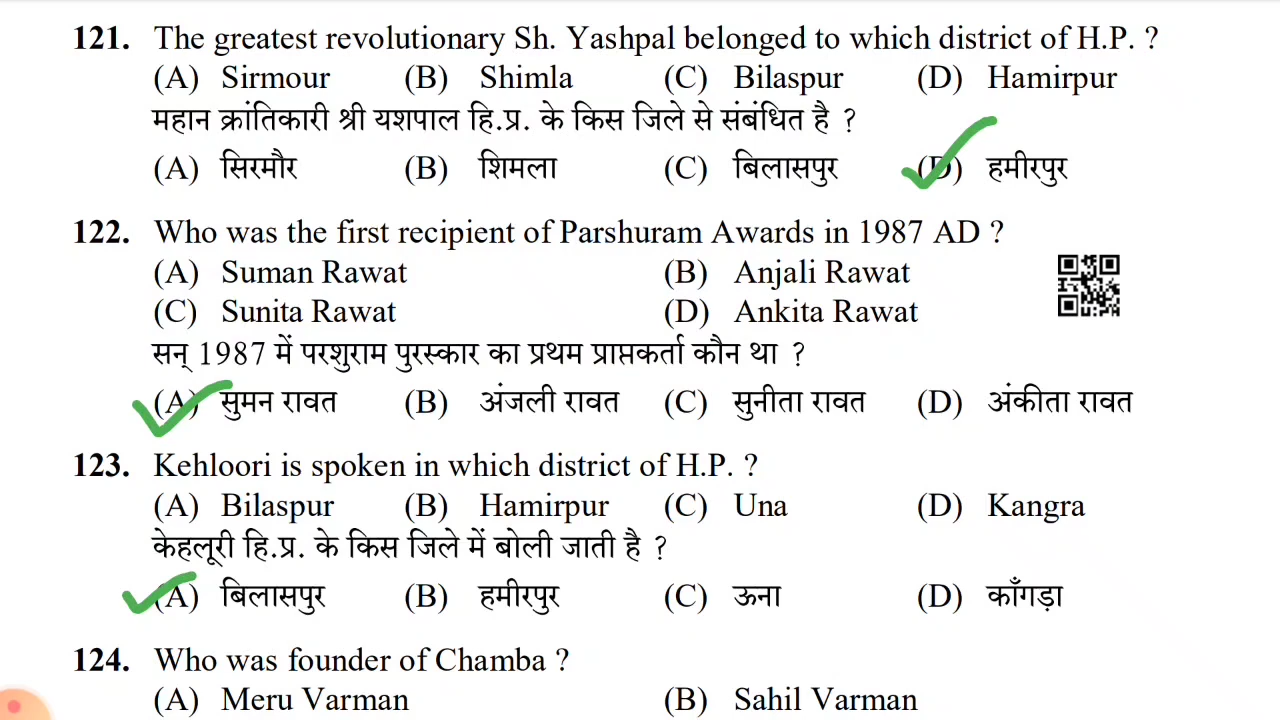 121. The greatest revolutionary Sh. Yashpal belonged to which district of H.P. ?
(A) Sirmour (B) Shimla (C) Bilaspur (D) Hamirpur
महान क्रांतिकारी श्री यशपाल हि.प्र. के किस जिले से संबंधित है ?
(A) सिरमौर (B) शिमला (C) बिलासपुर (D) हमीरपुर
122. Who was the first recipient of Parshuram Awards in 1987 AD ?
(A) Suman Rawat (B) Anjali Rawat
(C) Sunita Rawat (D) Ankita Rawat
सन् 1987 में परशुराम पुरस्कार का प्रथम प्राप्तकर्ता कौन था ?
(A) सुमन रावत (B) अंजली रावत (C) सुनीता रावत (D) अंकीता रावत
123. Kehloori is spoken in which district of H.P. ?
(A) Bilaspur (B) Hamirpur (C) Una (D) Kangra
केहलूरी हि.प्र. के किस जिले में बोली जाती है ?
(A) बिलासपुर (B) हमीरपुर (C) ऊना (D) काँगड़ा
124. Who was founder of Chamba ?
(A) Meru Varman (B) Sahil Varman